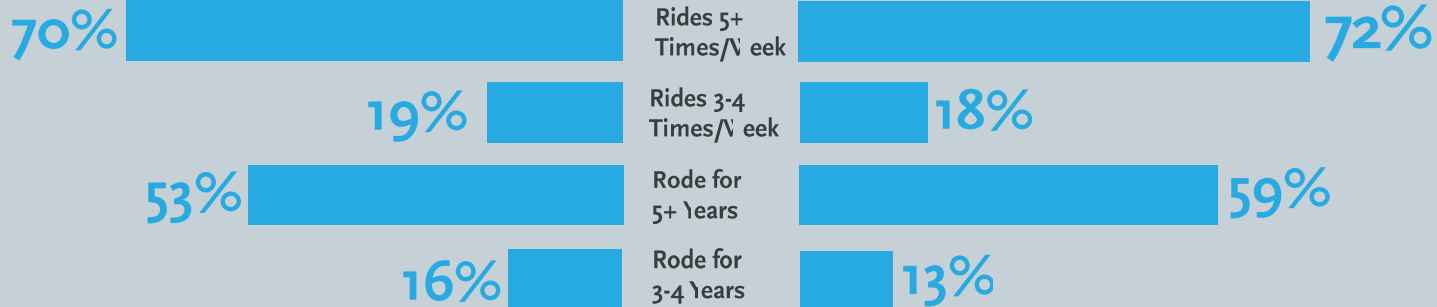 70% Rides 5+ 72%
Times/Week
19% Rides 3-4 18%
Times/Week
53% Rode for 59%
5+ Years
16% Rode for 13%
3-4 Years